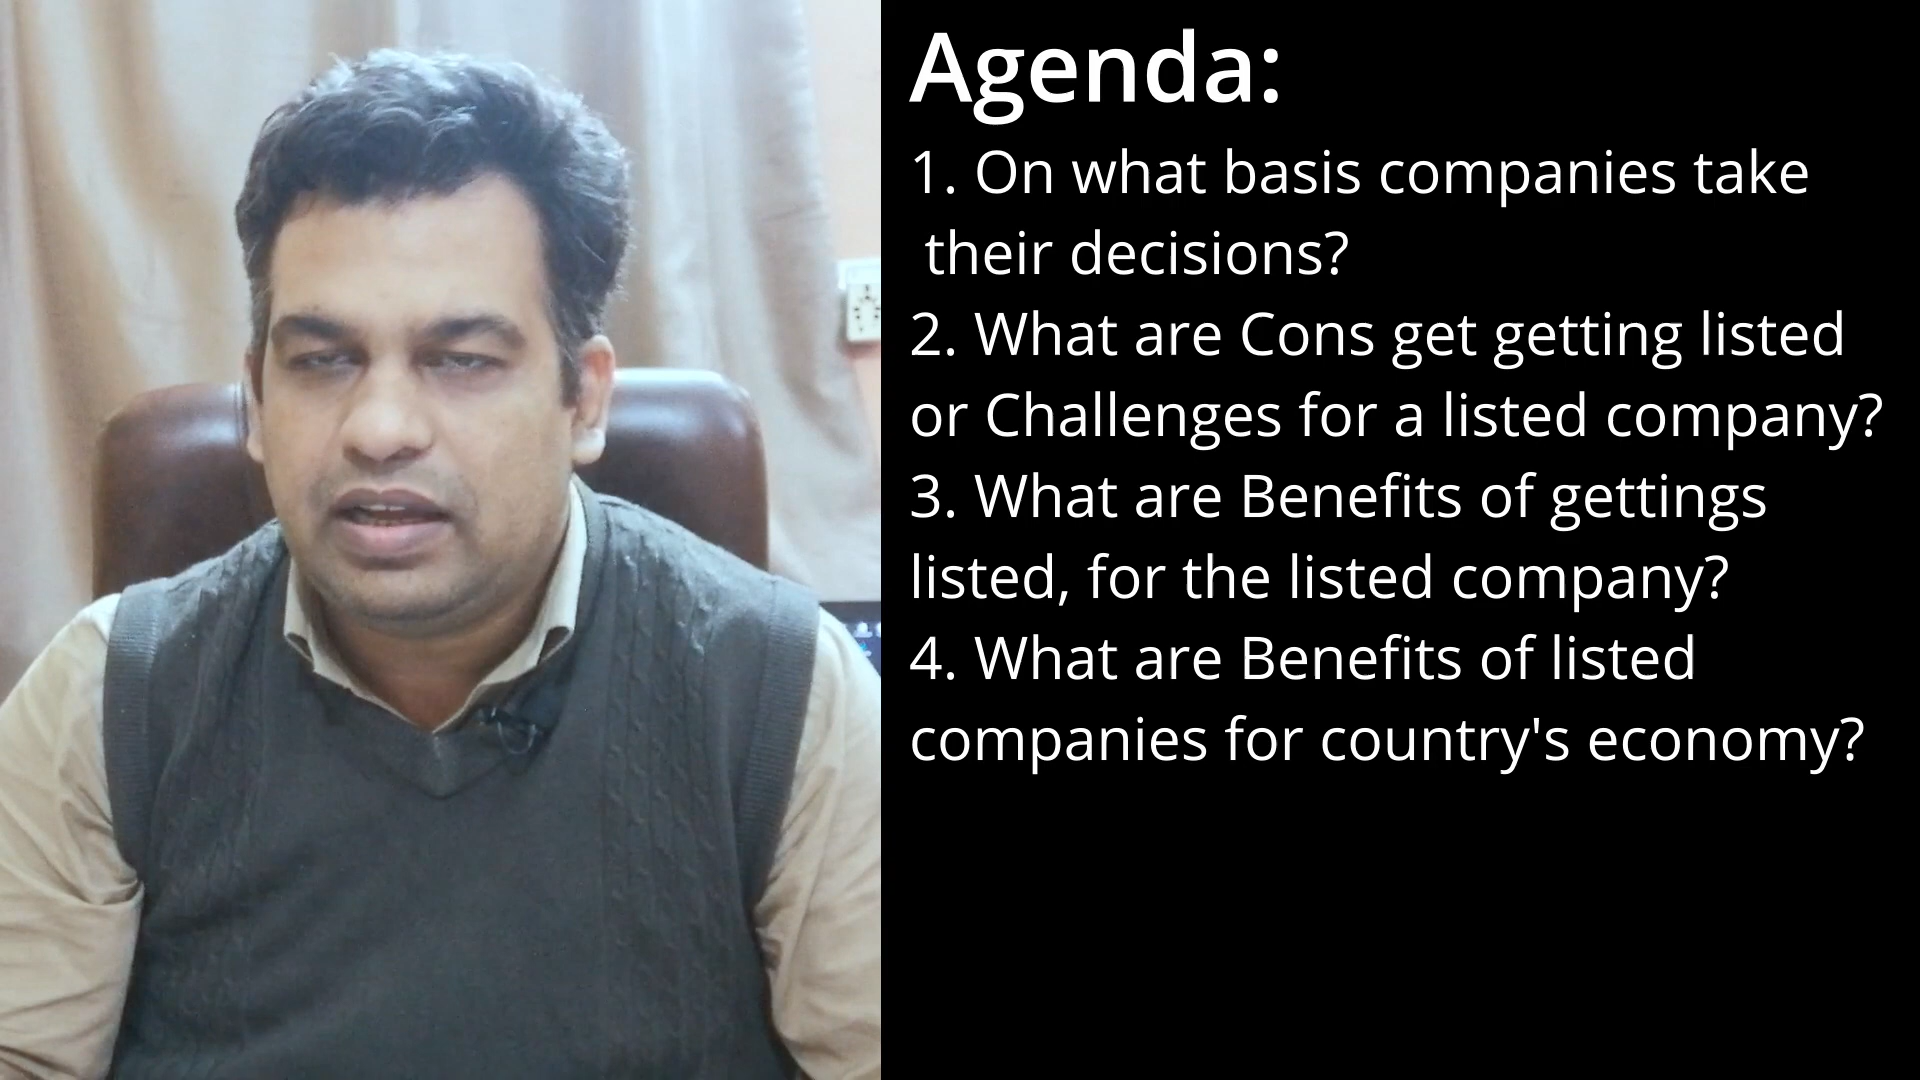 Agenda:
1. On what basis companies take
their decisions?
2. What are Cons get getting listed
or Challenges for a listed company?
3. What are Benefits of gettings
listed, for the listed company?
4. What are Benefits of listed
companies for country's economy?